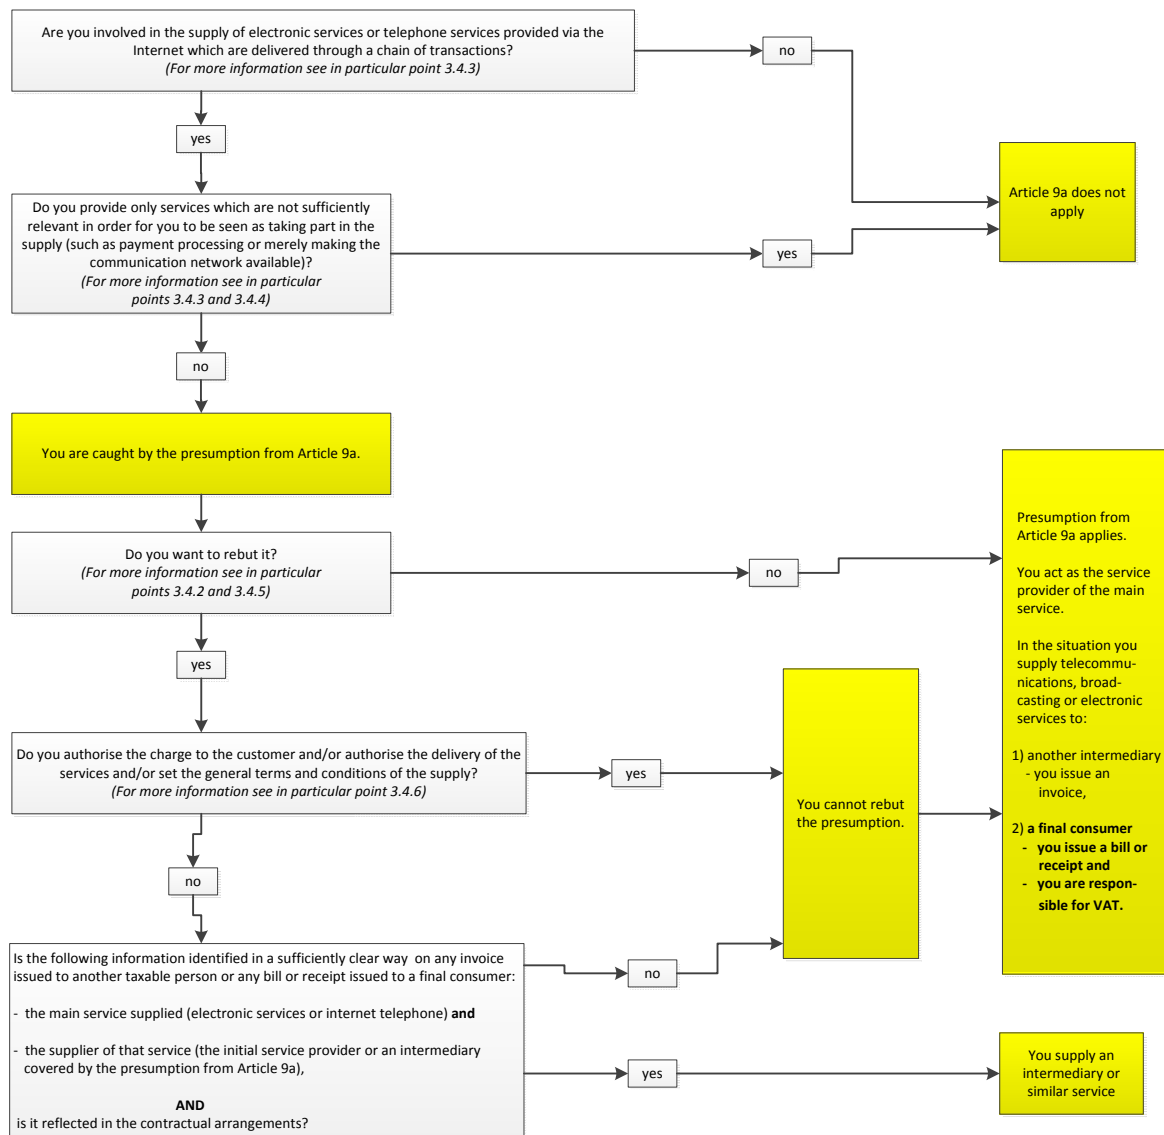 Are you involved in the supply of electronic services or telephone services provided via the
Internet which are delivered through a chain of transactions?
(For more information see in particular point 3.4.3)
no
yes
Article 9a does not
apply
Do you provide only services which are not sufficiently
relevant in order for you to be seen as taking part in the
supply (such as payment processing or merely making the
communication network available)?
(For more information see in particular
points 3.4.3 and 3.4.4)
yes
no
You are caught by the presumption from Article 9a.
Do you want to rebut it?
(For more information see in particular
points 3.4.2 and 3.4.5)
no
yes
Presumption from
Article 9a applies.
You act as the service
provider of the main
service.
In the situation you
supply telecommu-
nications, broad-
casting or electronic
services to:
1) another intermediary
- you issue an
invoice,
2) a final consumer
- you issue a bill or
receipt and
- you are respon-
sible for VAT.
Do you authorise the charge to the customer and/or authorise the delivery of the
services and/or set the general terms and conditions of the supply?
(For more information see in particular point 3.4.6)
yes
You cannot rebut
the presumption.
no
Is the following information identified in a sufficiently clear way on any invoice
issued to another taxable person or any bill or receipt issued to a final consumer:
- the main service supplied (electronic services or internet telephone) and
- the supplier of that service (the initial service provider or an intermediary
covered by the presumption from Article 9a),
AND
is it reflected in the contractual arrangements?
no
yes
You supply an
intermediary or
similar service